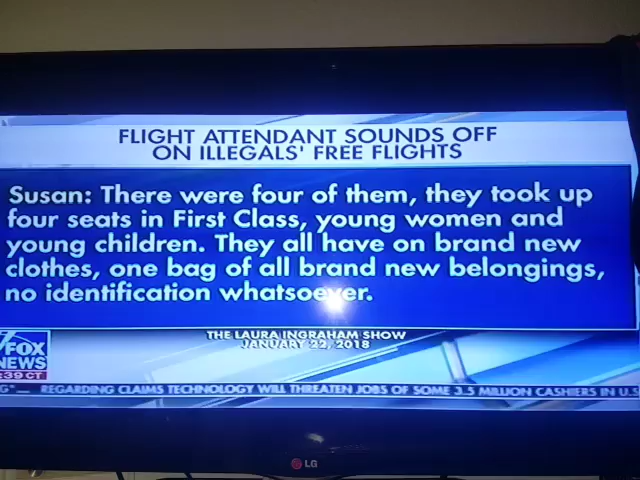 FLIGHT ATTENDANT SOUNDS OFF
ON ILLEGALS' FREE FLIGHTS
Susan: There were four of them, they took up
four seats in First Class, young women and
young children. They all have on brand new
clothes, one bag of all brand new belongings,
no identification whatsoever.
THE LAURA INGRAHAM SHOW
JANUARY 22, 2018
FOX
NEWS
:39 CT
REGARDING CLAIMS TECHNOLOGY WILL THREATEN JOBS OF SOME 3.5 MILLION CASHIERS IN U.S
LG